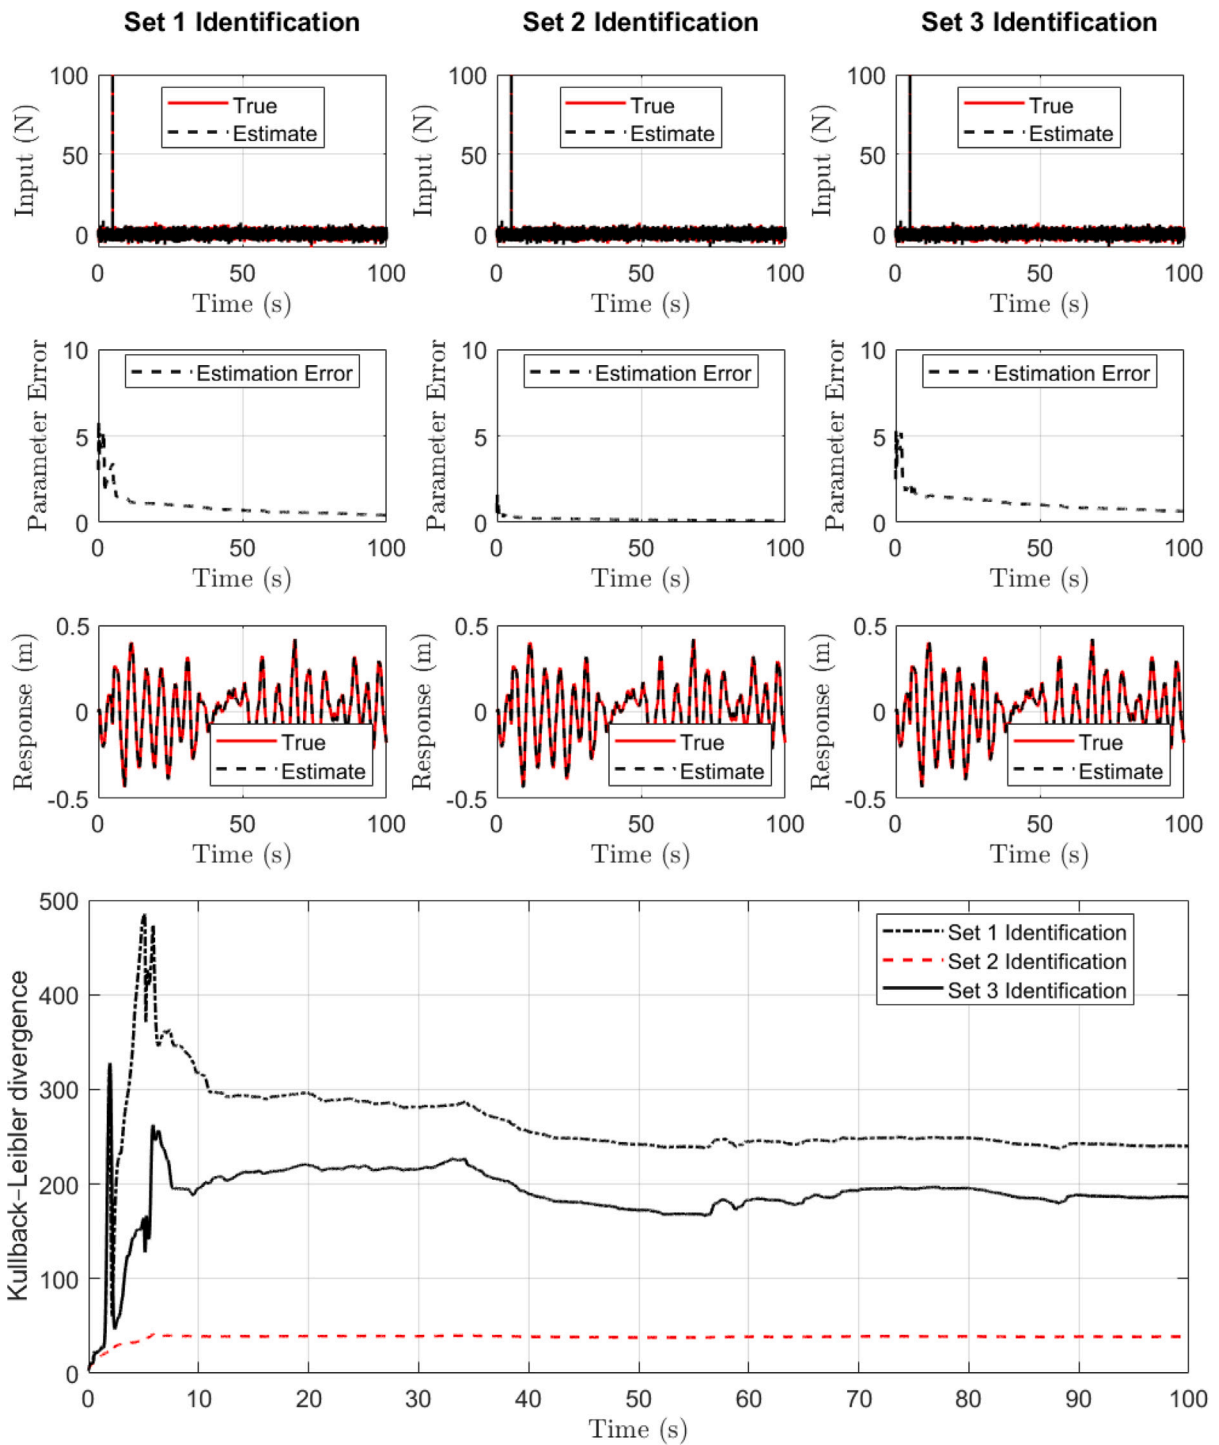 Set 1 Identification
Set 2 Identification
Set 3 Identification
Input (N)
100
50
0
True
Estimate
0
50
100
Time (s)
Input (N)
100
50
0
True
Estimate
0
50
100
Time (s)
Input (N)
100
50
0
True
Estimate
0
50
100
Time (s)
Parameter Error
10
5
0
Estimation Error
0
50
100
Time (s)
Parameter Error
10
5
0
Estimation Error
0
50
100
Time (s)
Parameter Error
10
5
0
Estimation Error
0
50
100
Time (s)
Response (m)
0.5
0
-0.5
True
Estimate
0
50
100
Time (s)
Response (m)
0.5
0
-0.5
True
Estimate
0
50
100
Time (s)
Response (m)
0.5
0
-0.5
True
Estimate
0
50
100
Time (s)
Kullback-Leibler divergence
500
400
300
200
100
0
Set 1 Identification
Set 2 Identification
Set 3 Identification
0
10
20
30
40
50
60
70
80
90
100
Time (s)